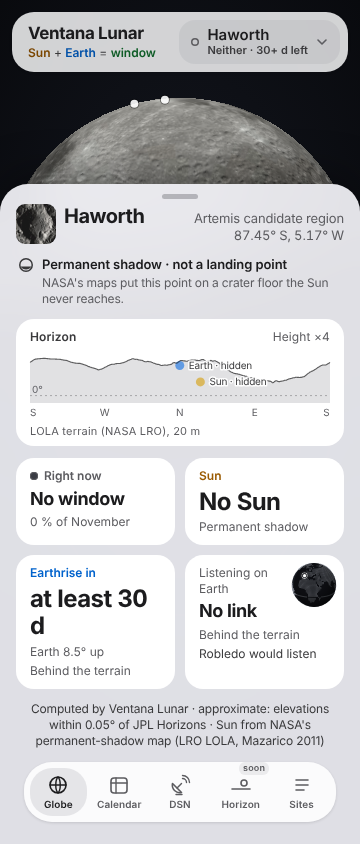 Ventana Lunar
Sun + Earth = window
Haworth
Neither · 30+ d left
Haworth
Artemis candidate region
87.45° S, 5.17° W
Permanent shadow · not a landing point
NASA's maps put this point on a crater floor the Sun
never reaches.
Horizon
Height ×4
Earth · hidden
Sun · hidden
0°
S W N E S
LOLA terrain (NASA LRO), 20 m
Right now
No window
0 % of November
Sun
No Sun
Permanent shadow
Earthrise in
at least 30
d
Earth 8.5° up
Behind the terrain
Listening on
Earth
No link
Behind the terrain
Robledo would listen
Computed by Ventana Lunar · approximate: elevations
within 0.05° of JPL Horizons · Sun from NASA's
permanent-shadow map (LRO LOLA, Mazarico 2011)
soon
Globe Calendar DSN Horizon Sites